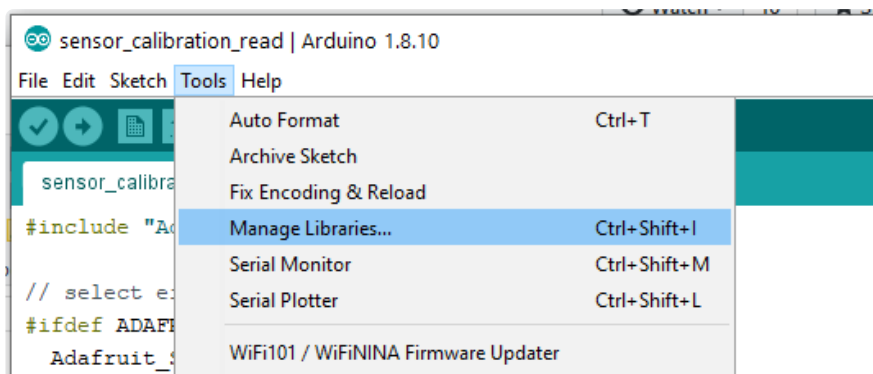 sensor_calibration_read | Arduino 1.8.10
File Edit Sketch Tools Help
Auto Format Ctrl+T
Archive Sketch
sensor_calibra
Fix Encoding & Reload
#include "Ad
Manage Libraries... Ctrl+Shift+I
Serial Monitor Ctrl+Shift+M
// select ei
Serial Plotter Ctrl+Shift+L
#ifdef ADAF
WiFi101 / WiFiNINA Firmware Updater
Adafruit_S